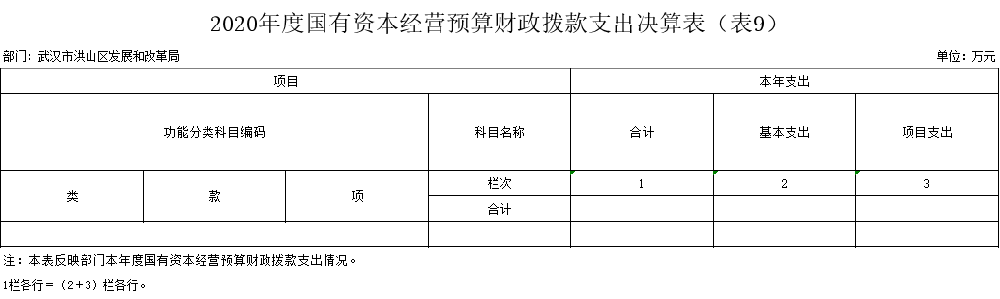 2020年度国有资本经营预算财政拨款支出决算表（表9）
部门：武汉市洪山区发展和改革局 单位：万元
项目 本年支出
功能分类科目编码 科目名称 合计 基本支出 项目支出
类 款 项 栏次 1 2 3
合计
注：本表反映部门本年度国有资本经营预算财政拨款支出情况。
1栏各行＝（2＋3）栏各行。